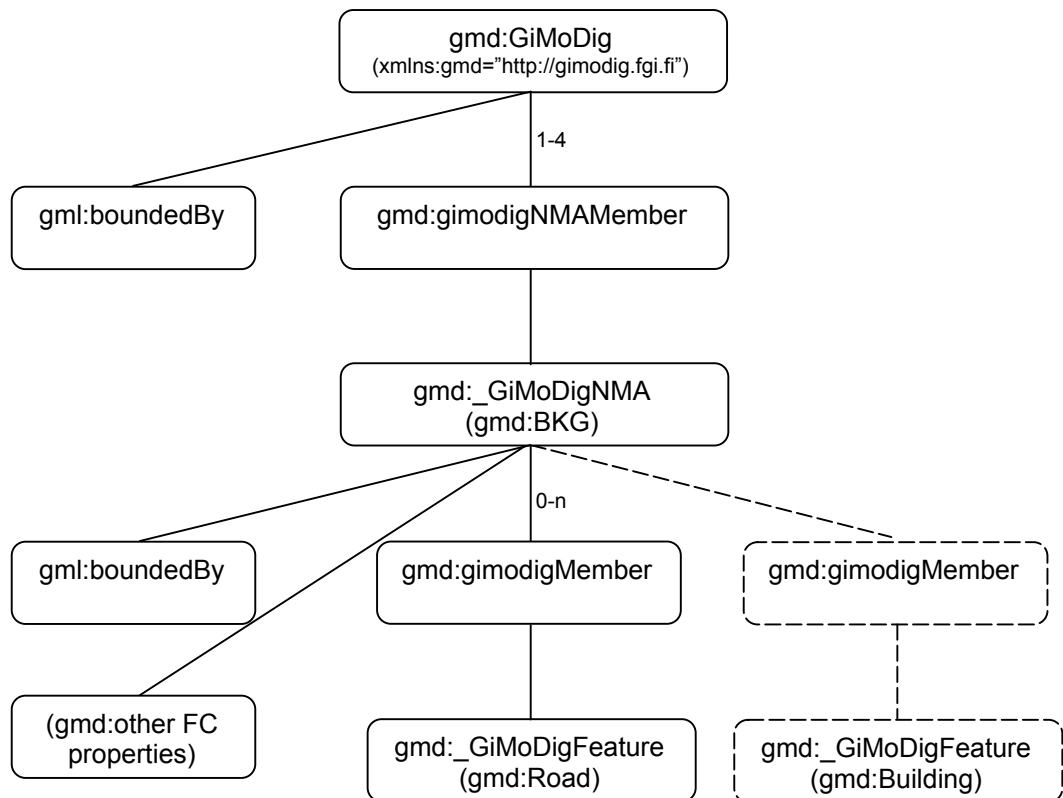 gmd:GiMoDig
(xmlns:gmd=”http://gimodig.fgi.fi”)
1-4
gml:boundedBy
gmd:gimodigNMAMember
gmd:_GiMoDigNMA
(gmd:BKG)
0-n
gml:boundedBy
gmd:gimodigMember
gmd:gimodigMember
(gmd:other FC
properties)
gmd:_GiMoDigFeature
(gmd:Road)
gmd:_GiMoDigFeature
(gmd:Building)